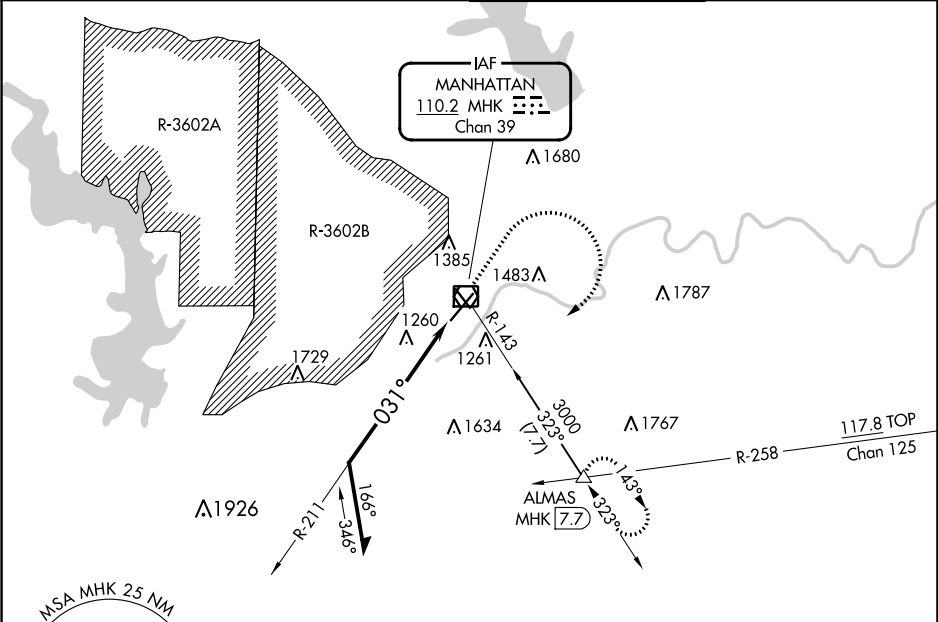 IAF
MANHATTAN
110.2 MHK
Chan 39
R-3602A
1680
R-3602B
1385
1483
1787
1260
R-143
1261
1729
031°
3000
323°
(7.7)
1634
1767
117.8 TOP
Chan 125
R-258
ALMAS
MHK 7.7
143°
323°
1926
R-211
166°
346°
MSA MHK 25 NM